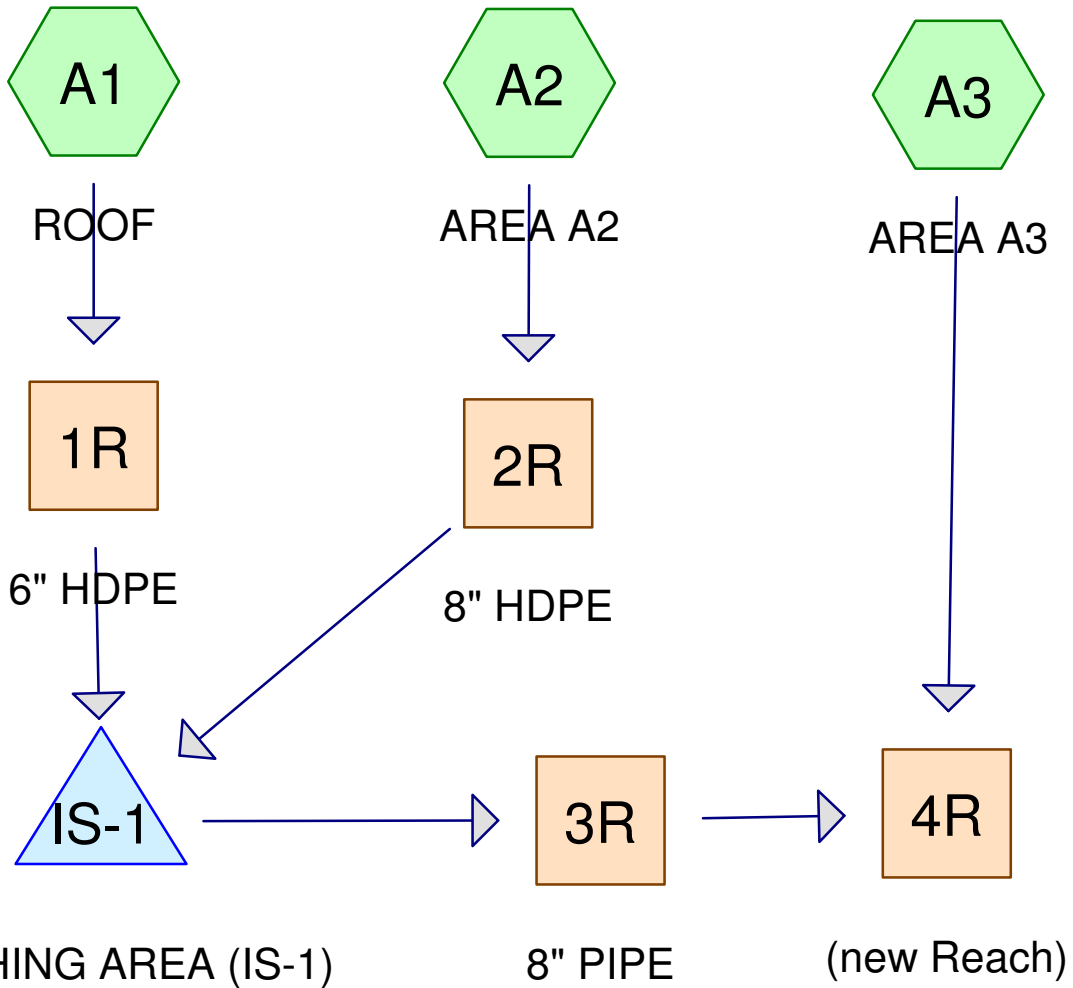 A1
A2
A3
ROOF
AREA A2
AREA A3
1R
2R
6" HDPE
8" HDPE
IS-1
3R
4R
HING AREA (IS-1)
8" PIPE
(new Reach)